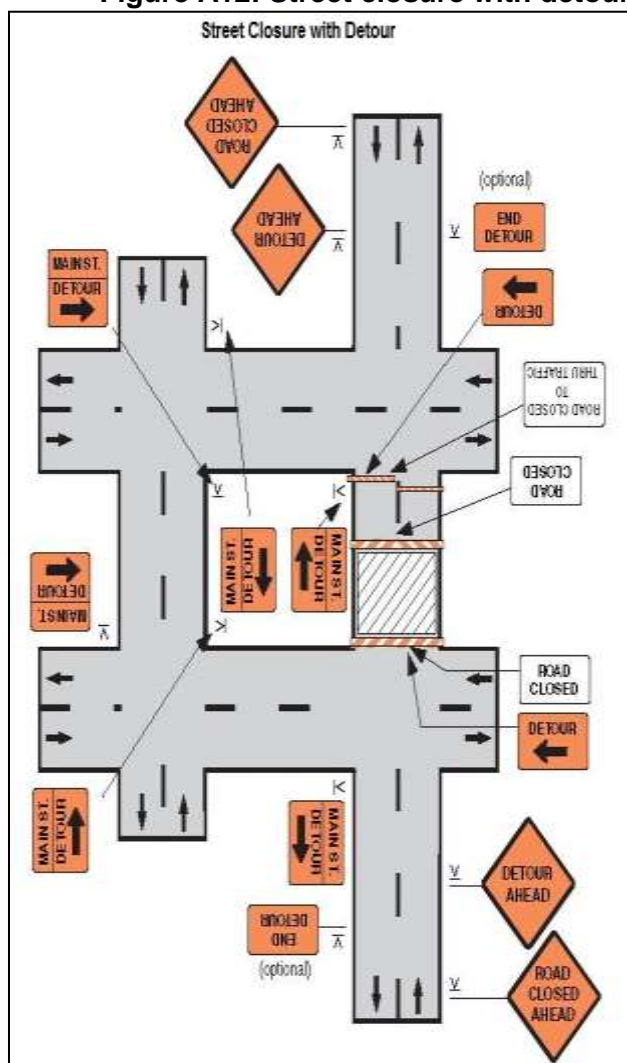 Figure A12. Street closure with detour
Street Closure with Detour
ROAD
CLOSED
AHEAD
DETOUR
AHEAD
(optional)
END
DETOUR
MAIN ST.
DETOUR
DETOUR
ROAD CLOSED
TO
THRU TRAFFIC
ROAD
CLOSED
MAIN ST.
DETOUR
MAIN ST.
DETOUR
MAIN ST.
DETOUR
ROAD
CLOSED
DETOUR
MAIN ST.
DETOUR
MAIN ST.
DETOUR
DETOUR
AHEAD
END
DETOUR
(optional)
ROAD
CLOSED
AHEAD